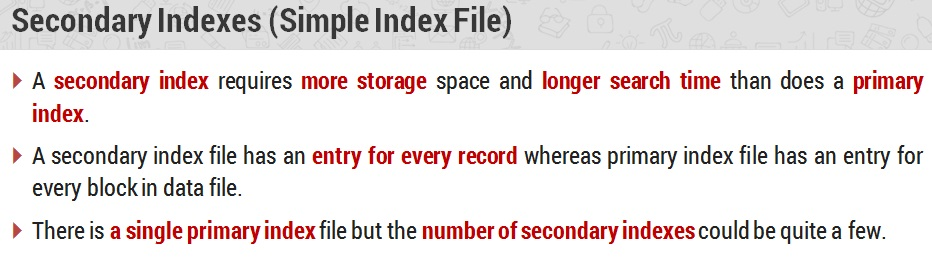 Secondary Indexes (Simple Index File)
A secondary index requires more storage space and longer search time than does a primary
index.
A secondary index file has an entry for every record whereas primary index file has an entry for
every block in data file.
There is a single primary index file but the number of secondary indexes could be quite a few.